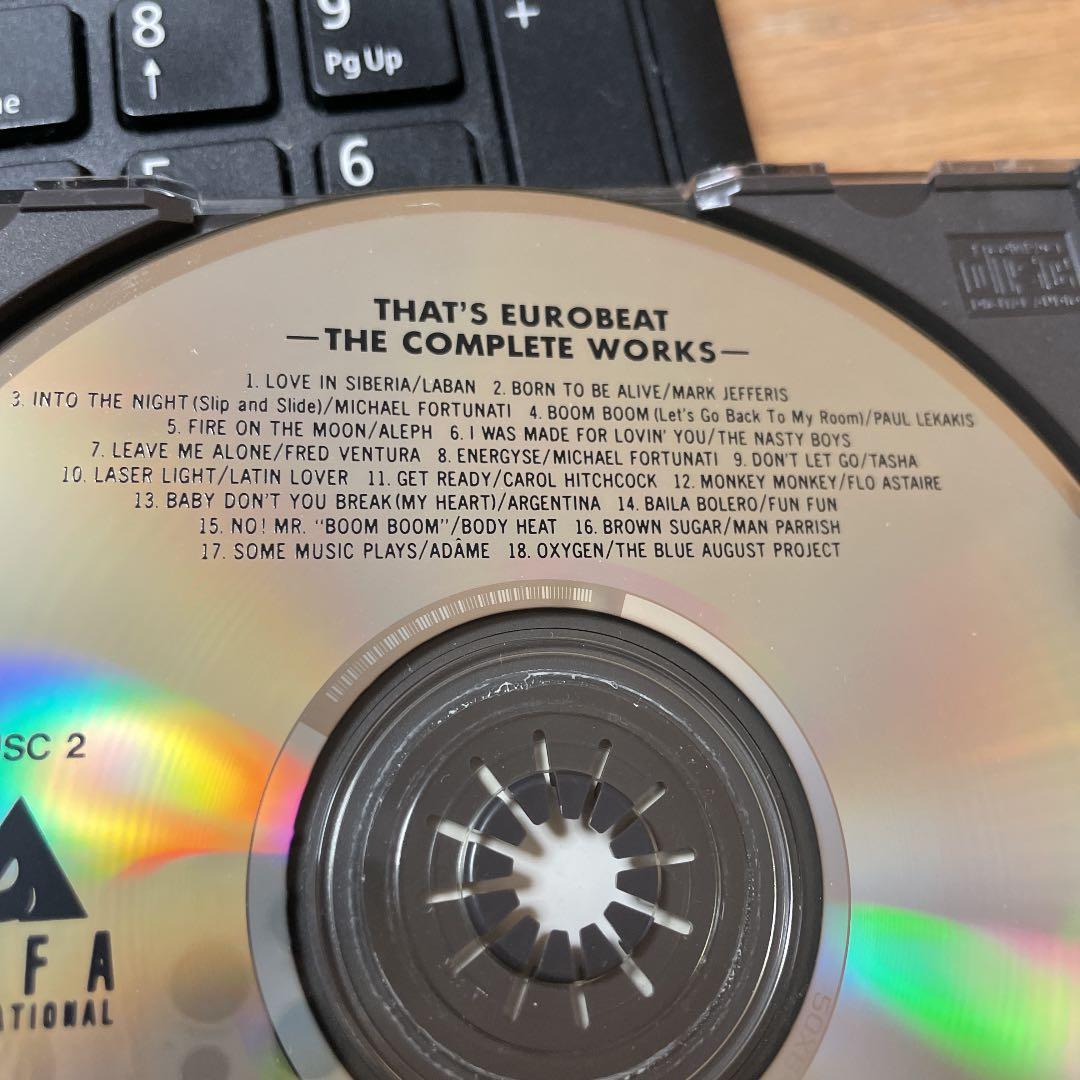 8
9
Pg Up
+
6
THAT'S EUROBEAT
—THE COMPLETE WORKS—
1. LOVE IN SIBERIA/LABAN 2. BORN TO BE ALIVE/MARK JEFFERIS
3. INTO THE NIGHT (Slip and Slide)/MICHAEL FORTUNATI 4. BOOM BOOM (Let's Go Back To My Room)/PAUL LEKAKIS
5. FIRE ON THE MOON/ALEPH 6. I WAS MADE FOR LOVIN' YOU/THE NASTY BOYS
7. LEAVE ME ALONE/FRED VENTURA 8. ENERGYSE/MICHAEL FORTUNATI 9. DON'T LET GO/TASHA
10. LASER LIGHT/LATIN LOVER 11. GET READY/CAROL HITCHCOCK 12. MONKEY MONKEY/FLO ASTAIRE
13. BABY DON'T YOU BREAK (MY HEART)/ARGENTINA 14. BAILA BOLERO/FUN FUN
15. NO! MR. "BOOM BOOM"/BODY HEAT 16. BROWN SUGAR/MAN PARRISH
17. SOME MUSIC PLAYS/ADÂME 18. OXYGEN/THE BLUE AUGUST PROJECT
2
FA